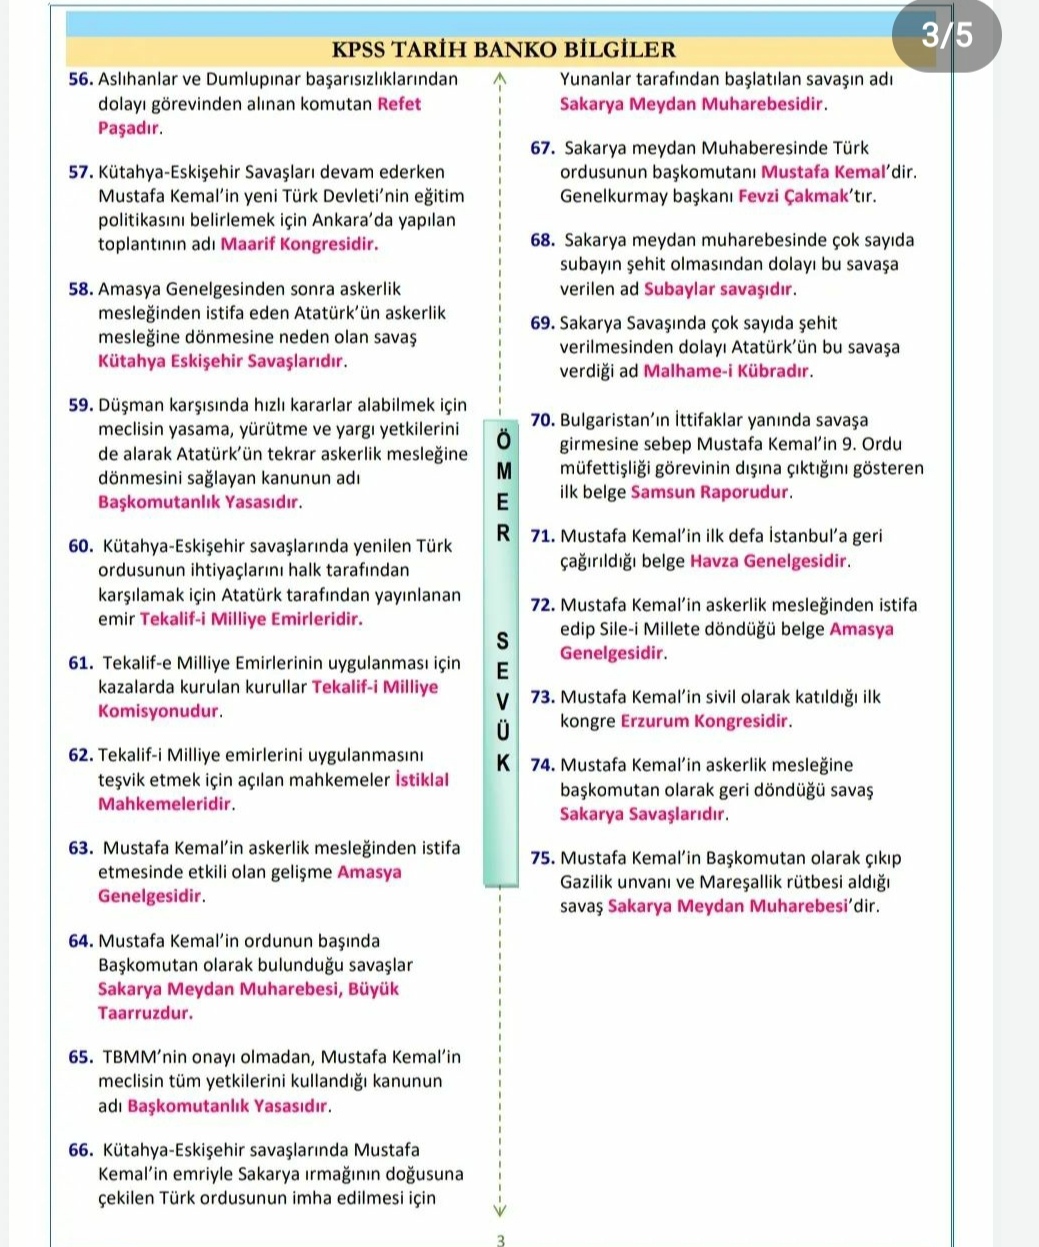 3/5
KPSS TARİH BANKO BİLGİLER
56. Aslıhanlar ve Dumlupınar başarısızlıklarından
dolayı görevinden alınan komutan Refet
Paşadır.
57. Kütahya-Eskişehir Savaşları devam ederken
Mustafa Kemal’in yeni Türk Devleti’nin eğitim
politikasını belirlemek için Ankara’da yapılan
toplantının adı Maarif Kongresidir.
58. Amasya Genelgesinden sonra askerlik
mesleğinden istifa eden Atatürk’ün askerlik
mesleğine dönmesine neden olan savaş
Kütahya Eskişehir Savaşlarıdır.
59. Düşman karşısında hızlı kararlar alabilmek için
meclisin yasama, yürütme ve yargı yetkilerini
de alarak Atatürk’ün tekrar askerlik mesleğine
dönmesini sağlayan kanunun adı
Başkomutanlık Yasasıdır.
60. Kütahya-Eskişehir savaşlarında yenilen Türk
ordusunun ihtiyaçlarını halk tarafından
karşılamak için Atatürk tarafından yayınlanan
emir Tekalif-i Milliye Emirleridir.
61. Tekalif-e Milliye Emirlerinin uygulanması için
kazalarda kurulan kurullar Tekalif-i Milliye
Komisyonudur.
62. Tekalif-i Milliye emirlerini uygulanmasını
teşvik etmek için açılan mahkemeler İstiklal
Mahkemeleridir.
63. Mustafa Kemal’in askerlik mesleğinden istifa
etmesinde etkili olan gelişme Amasya
Genelgesidir.
64. Mustafa Kemal’in ordunun başında
Başkomutan olarak bulunduğu savaşlar
Sakarya Meydan Muharebesi, Büyük
Taarruzdur.
65. TBMM’nin onayı olmadan, Mustafa Kemal’in
meclisin tüm yetkilerini kullandığı kanunun
adı Başkomutanlık Yasasıdır.
66. Kütahya-Eskişehir savaşlarında Mustafa
Kemal’in emriyle Sakarya ırmağının doğusuna
çekilen Türk ordusunun imha edilmesi için
ÖMER SEVÜK
Yunanlar tarafından başlatılan savaşın adı
Sakarya Meydan Muharebesidir.
67. Sakarya meydan Muhaberesinde Türk
ordusunun başkomutanı Mustafa Kemal’dir.
Genelkurmay başkanı Fevzi Çakmak’tır.
68. Sakarya meydan muharebesinde çok sayıda
subayın şehit olmasından dolayı bu savaşa
verilen ad Subaylar savaşıdır.
69. Sakarya Savaşında çok sayıda şehit
verilmesinden dolayı Atatürk’ün bu savaşa
verdiği ad Malhame-i Kübradır.
70. Bulgaristan’ın İttifaklar yanında savaşa
girmesine sebep Mustafa Kemal’in 9. Ordu
müfettişliği görevinin dışına çıktığını gösteren
ilk belge Samsun Raporudur.
71. Mustafa Kemal’in ilk defa İstanbul’a geri
çağırıldığı belge Havza Genelgesidir.
72. Mustafa Kemal’in askerlik mesleğinden istifa
edip Sile-i Millete döndüğü belge Amasya
Genelgesidir.
73. Mustafa Kemal’in sivil olarak katıldığı ilk
kongre Erzurum Kongresidir.
74. Mustafa Kemal’in askerlik mesleğine
başkomutan olarak geri döndüğü savaş
Sakarya Savaşlarıdır.
75. Mustafa Kemal’in Başkomutan olarak çıkıp
Gazilik unvanı ve Mareşallik rütbesi aldığı
savaş Sakarya Meydan Muharebesi’dir.
3